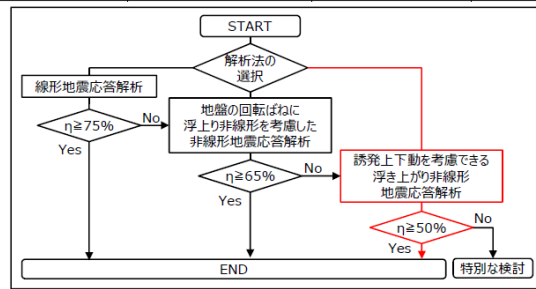 START
解析法の
選択
線形地震応答解析
η≧75%
No
Yes
地盤の回転ばねに
浮上り非線形を考慮した
非線形地震応答解析
η≧65%
No
Yes
誘発上下動を考慮できる
浮き上がり非線形
地震応答解析
η≧50%
No
Yes
END
特別な検討